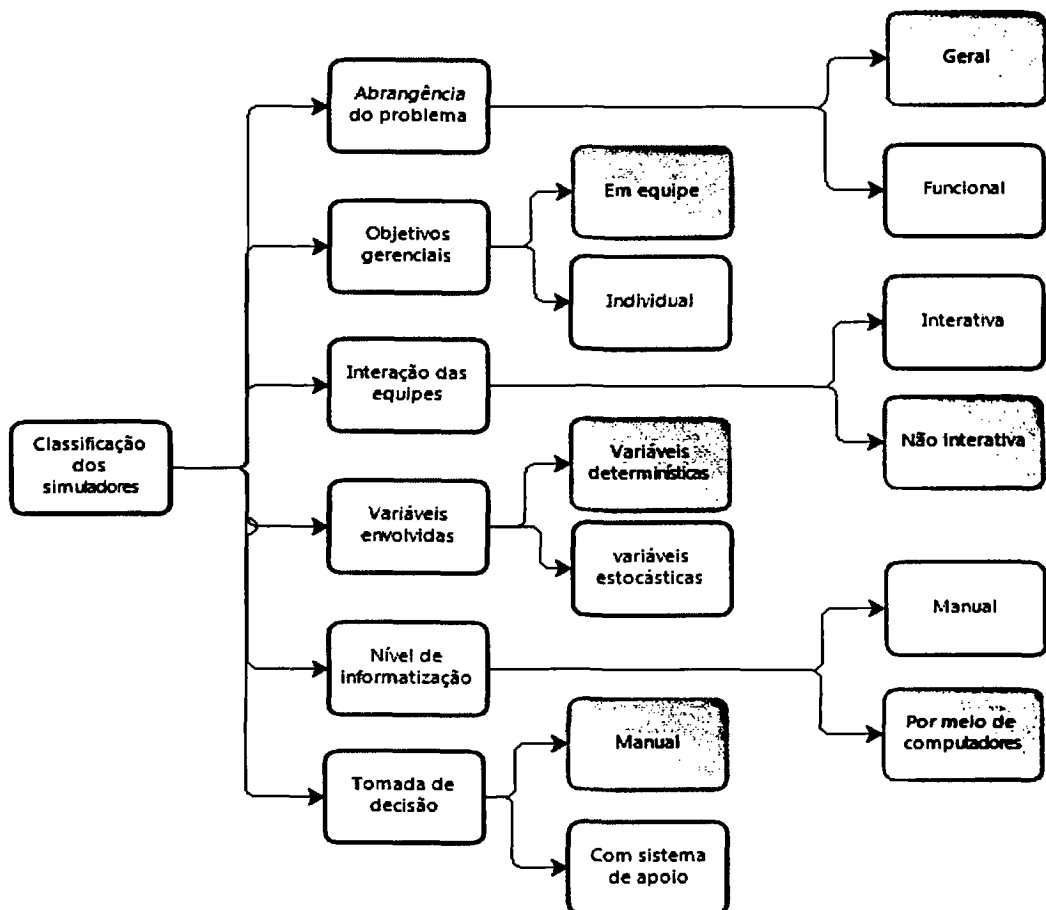 Geral
Abrangência
do problema
Funcional
Em equipe
Objetivos
gerenciais
Individual
Interativa
Interação das
equipes
Não interativa
Classificação
dos
simuladores
Variáveis
determinísticas
Variáveis
envolvidas
variáveis
estocásticas
Manual
Nível de
informatização
Por meio de
computadores
Manual
Tomada de
decisão
Com sistema
de apoio